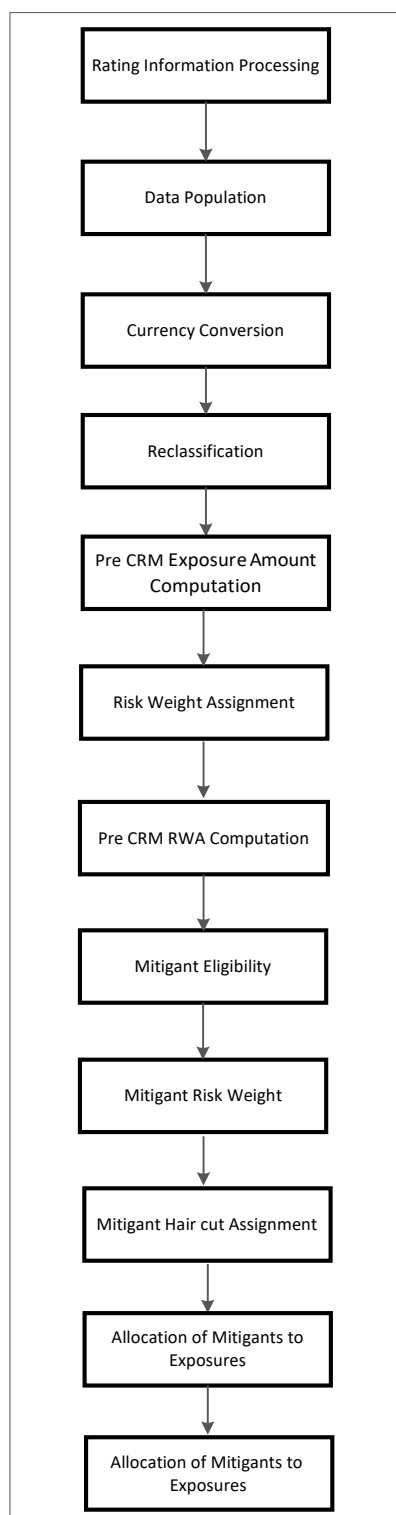 Rating Information Processing
Data Population
Currency Conversion
Reclassification
Pre CRM Exposure Amount
Computation
Risk Weight Assignment
Pre CRM RWA Computation
Mitigant Eligibility
Mitigant Risk Weight
Mitigant Hair cut Assignment
Allocation of Mitigants to
Exposures
Allocation of Mitigants to
Exposures